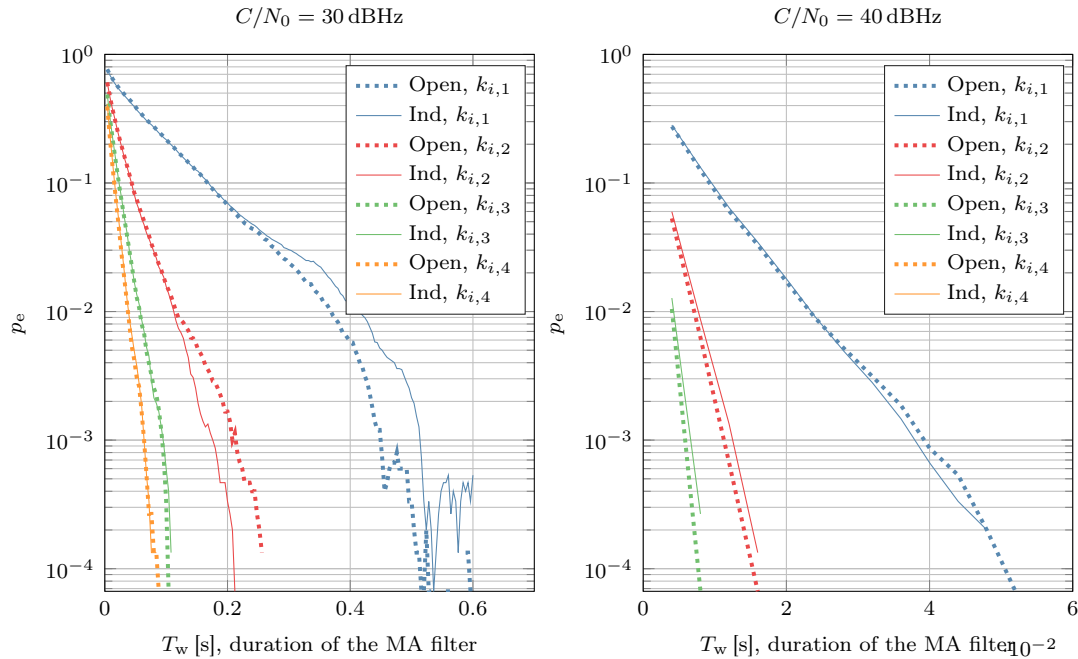 C/N₀ = 30 dBHz
10⁰
10⁻¹
10⁻²
10⁻³
10⁻⁴
pₑ
0
0.2
0.4
0.6
T_w [s], duration of the MA filter
Open, k_{i,1}
Ind, k_{i,1}
Open, k_{i,2}
Ind, k_{i,2}
Open, k_{i,3}
Ind, k_{i,3}
Open, k_{i,4}
Ind, k_{i,4}
C/N₀ = 40 dBHz
10⁰
10⁻¹
10⁻²
10⁻³
10⁻⁴
pₑ
0
2
4
6
T_w [s], duration of the MA filter
10⁻²
Open, k_{i,1}
Ind, k_{i,1}
Open, k_{i,2}
Ind, k_{i,2}
Open, k_{i,3}
Ind, k_{i,3}
Open, k_{i,4}
Ind, k_{i,4}